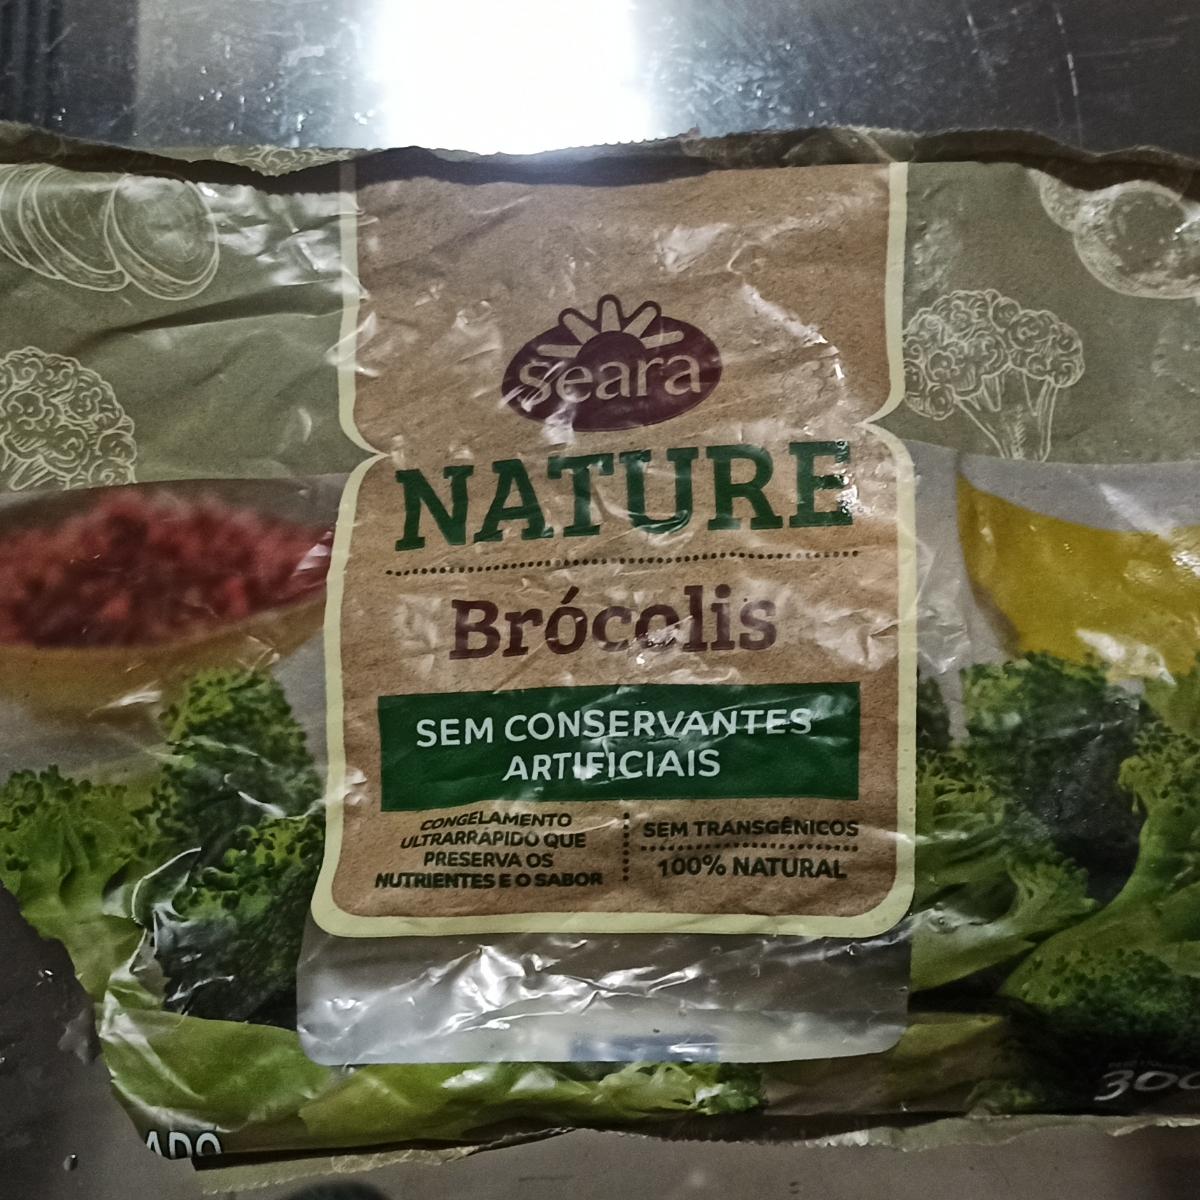 seara
NATURE
Brócolis
SEM CONSERVANTES
ARTIFICIAIS
CONGELAMENTO
ULTRARRÁPIDO QUE
PRESERVA OS
NUTRIENTES E O SABOR
SEM TRANSGÊNICOS
100% NATURAL